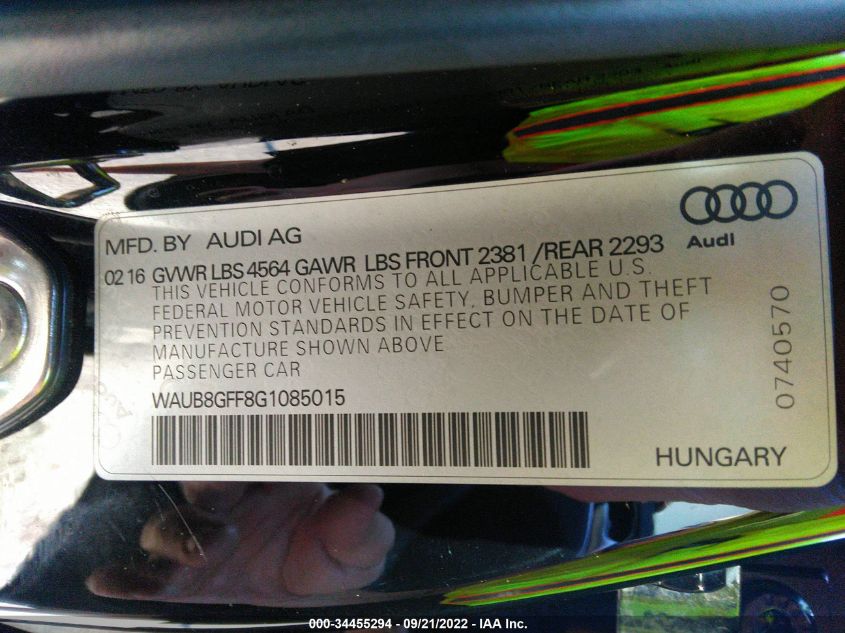 MFD. BY AUDI AG
Audi
02 16 GVWR LBS 4564 GAWR LBS FRONT 2381 /REAR 2293
THIS VEHICLE CONFORMS TO ALL APPLICABLE U.S.
FEDERAL MOTOR VEHICLE SAFETY, BUMPER AND THEFT
PREVENTION STANDARDS IN EFFECT ON THE DATE OF
MANUFACTURE SHOWN ABOVE
PASSENGER CAR
WAUB8GFF8G1085015
HUNGARY
0740570
000-34455294 - 09/21/2022 - IAA Inc.